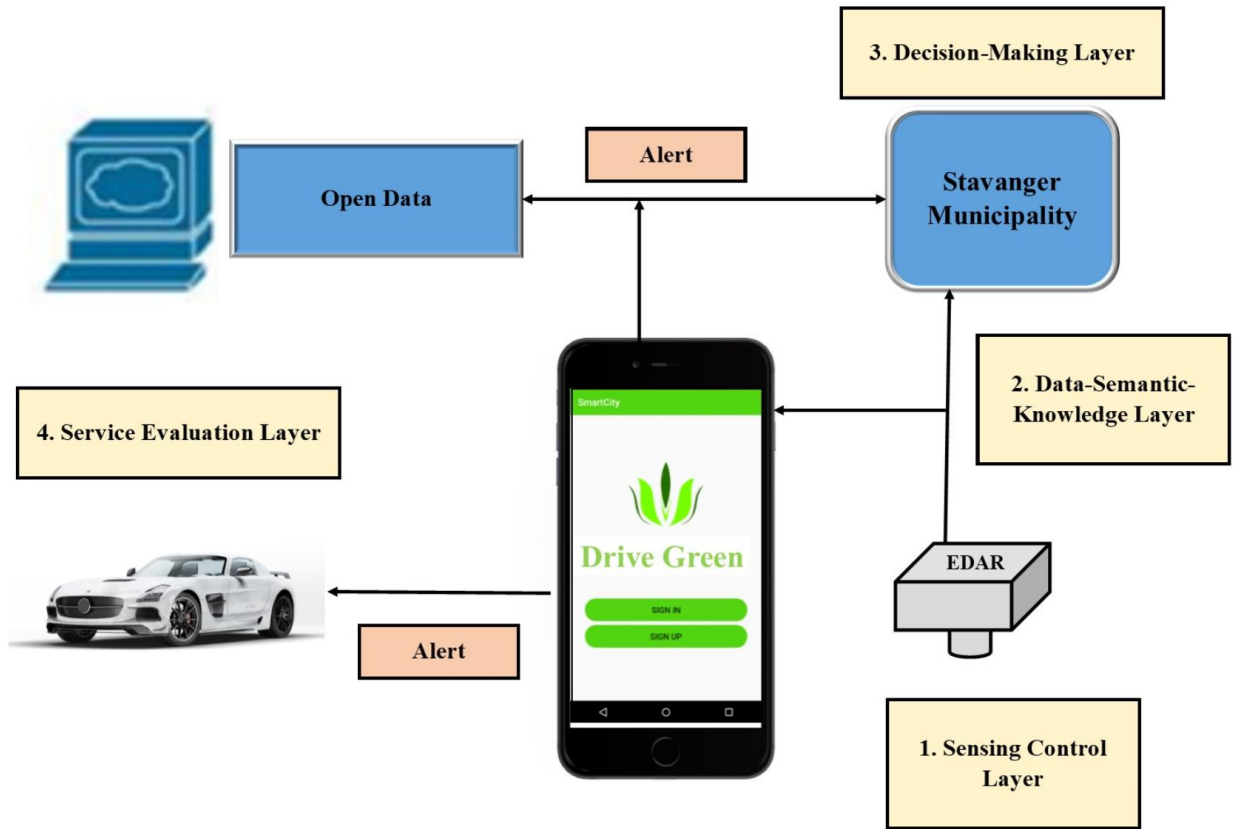 3. Decision-Making Layer
Alert
Open Data
Stavanger
Municipality
2. Data-Semantic-
Knowledge Layer
4. Service Evaluation Layer
SmartCity
Drive Green
SIGN IN
SIGN UP
EDAR
Alert
1. Sensing Control
Layer